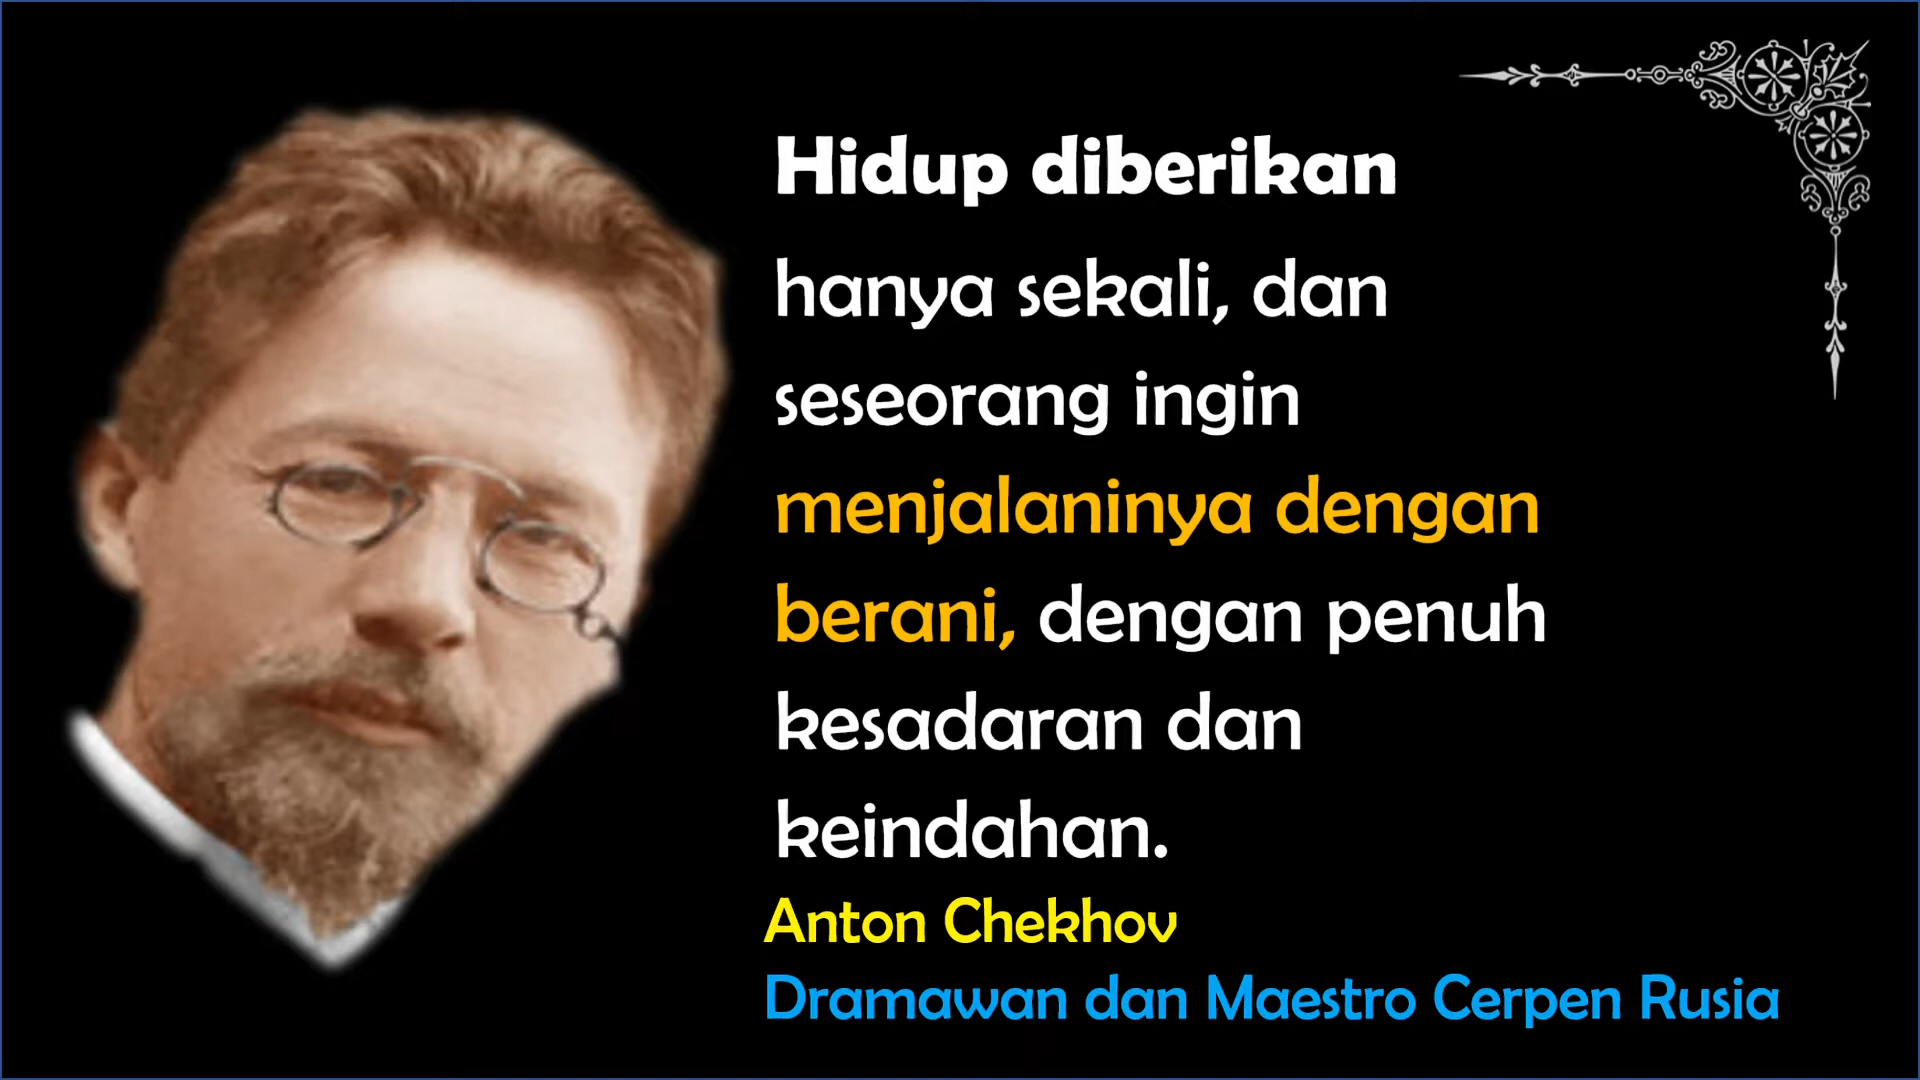 Hidup diberikan
hanya sekali, dan
seseorang ingin
menjalaninya dengan
berani, dengan penuh
kesadaran dan
keindahan.
Anton Chekhov
Dramawan dan Maestro Cerpen Rusia